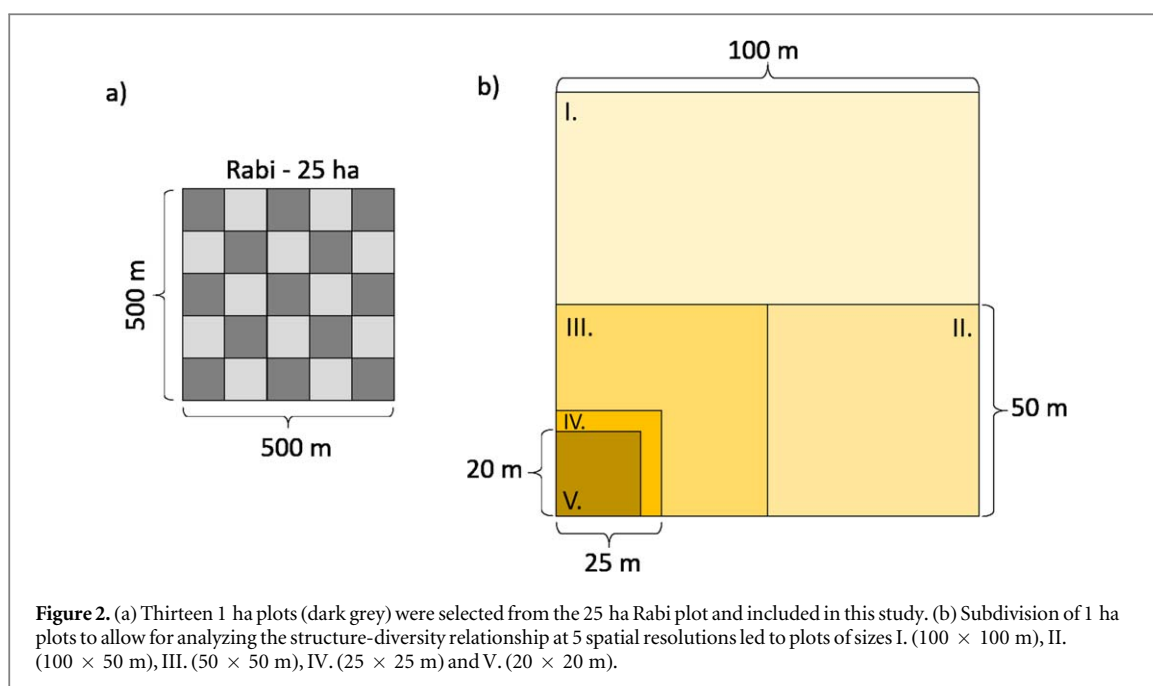 a)
Rabi - 25 ha
500 m
500 m
b)
100 m
I.
III.
II.
50 m
IV.
20 m
V.
25 m
Figure 2. (a) Thirteen 1 ha plots (dark grey) were selected from the 25 ha Rabi plot and included in this study. (b) Subdivision of 1 ha
plots to allow for analyzing the structure-diversity relationship at 5 spatial resolutions led to plots of sizes I. (100 × 100 m), II.
(100 × 50 m), III. (50 × 50 m), IV. (25 × 25 m) and V. (20 × 20 m).